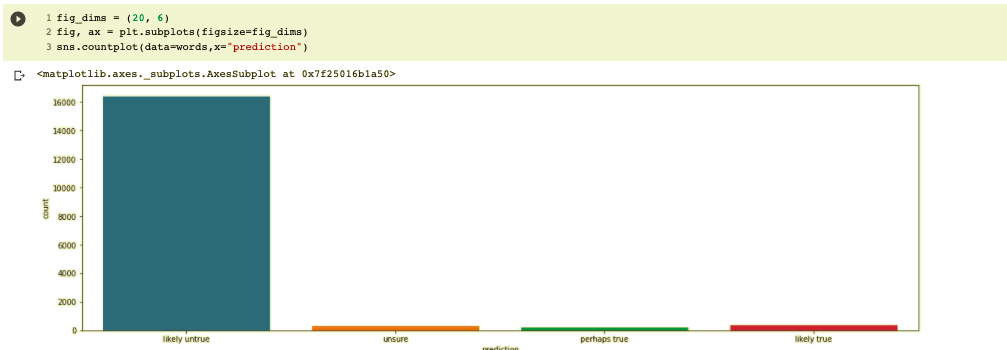 1 fig_dims = (20, 6)
2 fig, ax = plt.subplots(figsize=fig_dims)
3 sns.countplot(data=words,x="prediction")
<matplotlib.axes._subplots.AxesSubplot at 0x7f25016b1a50>
16000
14000
12000
10000
8000
6000
4000
2000
0
count
likely untrue unsure perhaps true likely true
prediction